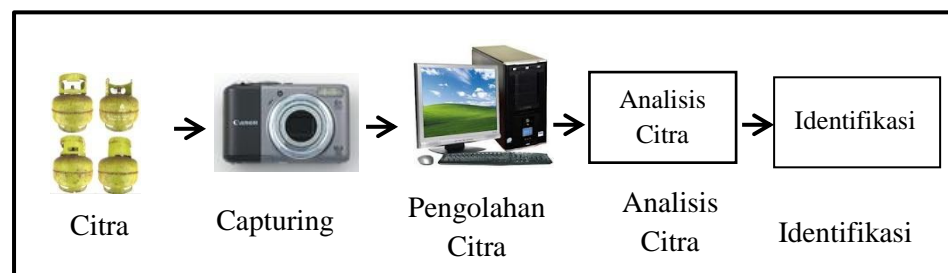 Analisis
Citra
Identifikasi
Canon
Citra
Capturing
Pengolahan
Citra
Analisis
Citra
Identifikasi